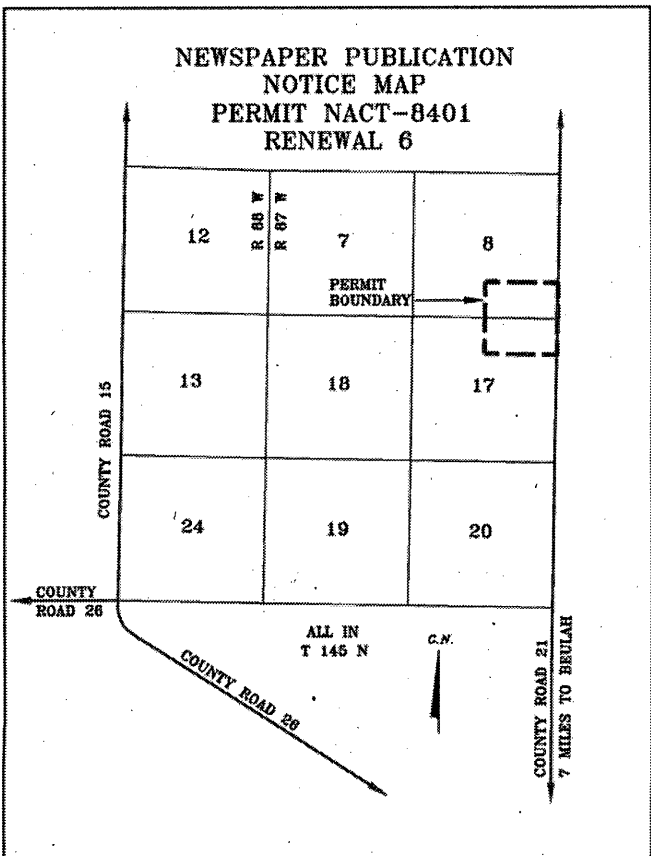 NEWSPAPER PUBLICATION
NOTICE MAP
PERMIT NACT-8401
RENEWAL 6
12
R 88 W
R 87 W
7
8
PERMIT
BOUNDARY
13
18
17
COUNTY ROAD 15
24
19
20
COUNTY
ROAD 26
ALL IN
T 145 N
G.N.
COUNTY ROAD 26
COUNTY ROAD 21
7 MILES TO BEULAH